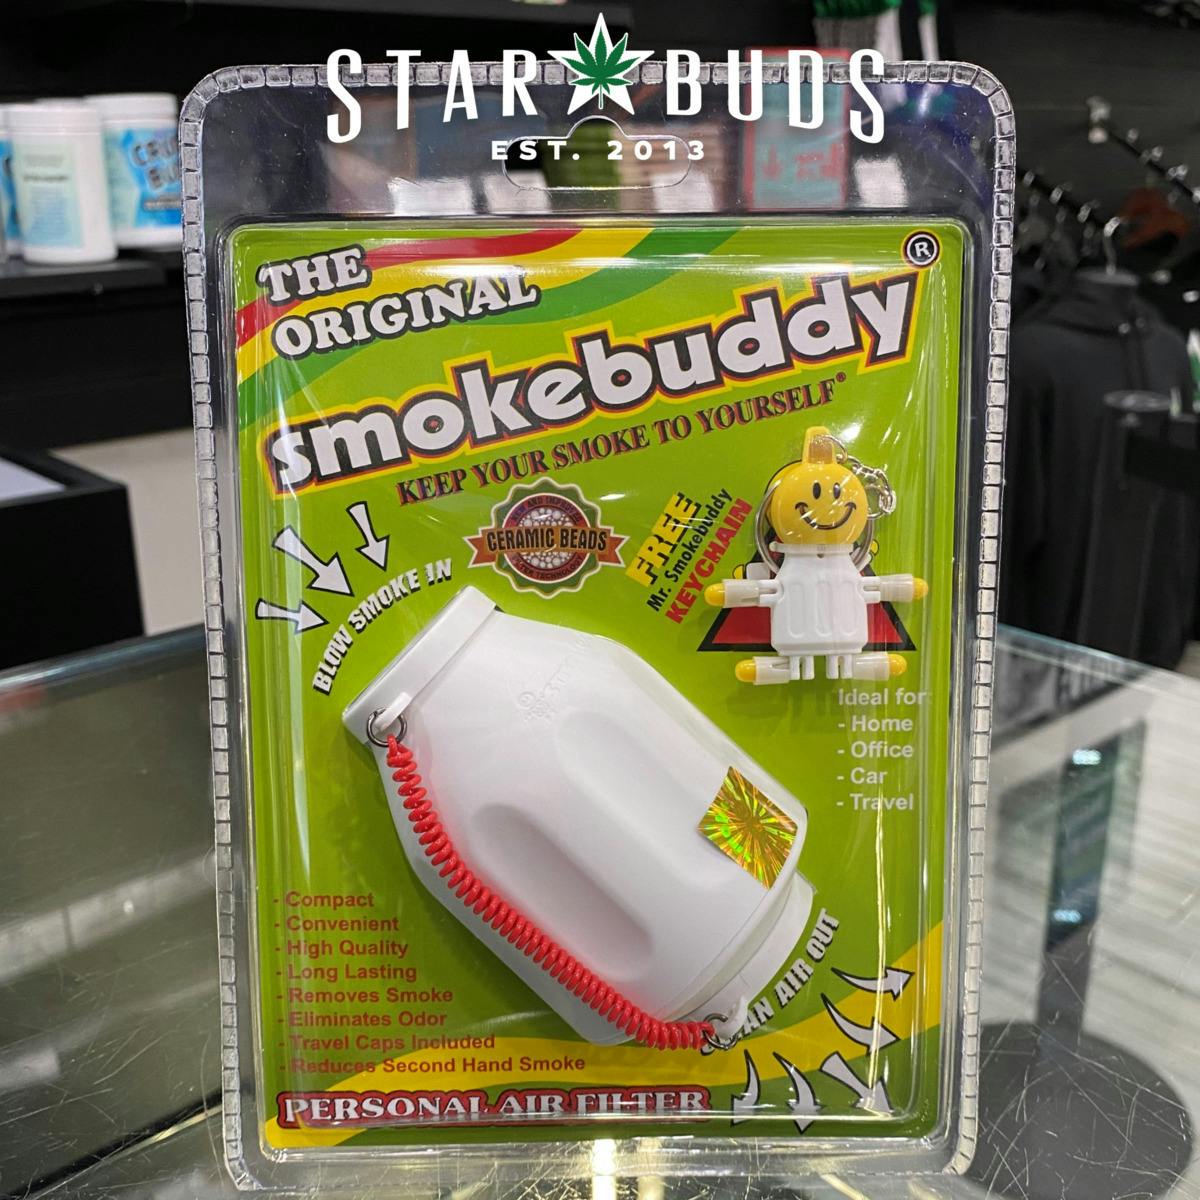 STAR BUDS
EST. 2013
THE
ORIGINAL
smokebuddy®
KEEP YOUR SMOKE TO YOURSELF®
CERAMIC BEADS
BLOW SMOKE IN
FREE
Mr. Smokebuddy
KEYCHAIN
Ideal for
- Home
- Office
- Car
- Travel
- Compact
- Convenient
- High Quality
- Long Lasting
- Removes Smoke
- Eliminates Odor
- Travel Caps Included
- Reduces Second Hand Smoke
AIR OUT
PERSONAL AIR FILTER